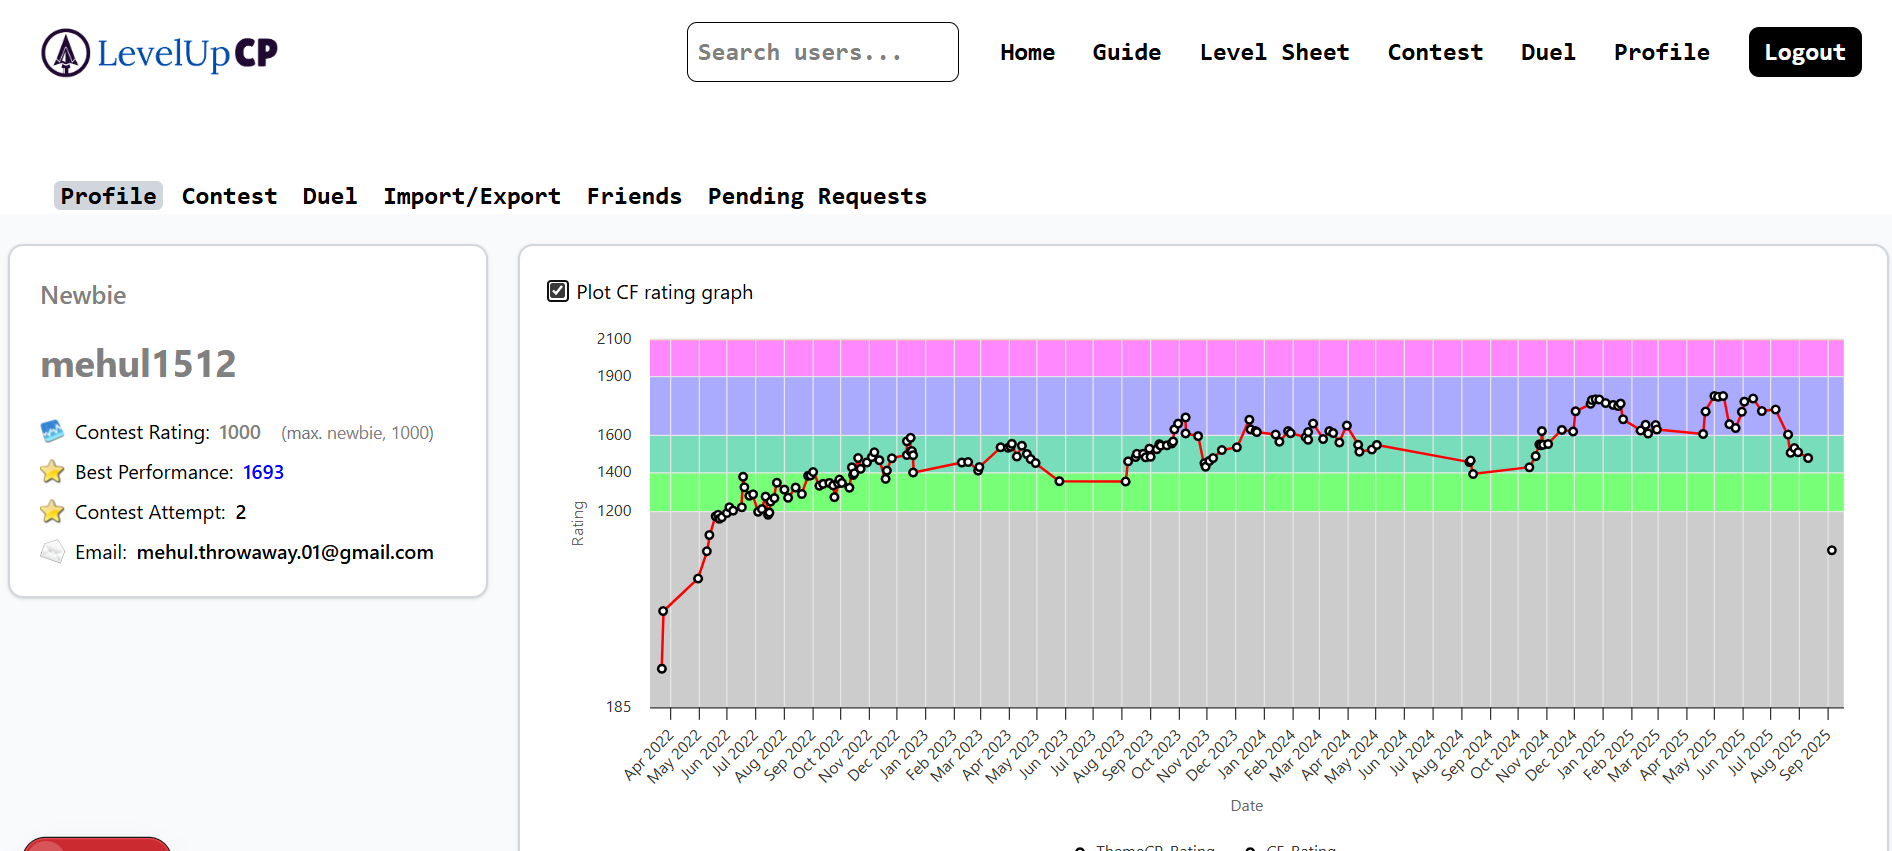 LevelUp CP
Search users...
Home
Guide
Level Sheet
Contest
Duel
Profile
Logout
Profile
Contest
Duel
Import/Export
Friends
Pending Requests
Newbie
mehul1512
Contest Rating: 1000 (max. newbie, 1000)
Best Performance: 1693
Contest Attempt: 2
Email: mehul.throwaway.01@gmail.com
Plot CF rating graph
2100
1900
1600
1400
1200
185
Rating
Apr 2022
May 2022
Jun 2022
Jul 2022
Aug 2022
Sep 2022
Oct 2022
Nov 2022
Dec 2022
Jan 2023
Feb 2023
Mar 2023
Apr 2023
May 2023
Jun 2023
Jul 2023
Aug 2023
Sep 2023
Oct 2023
Nov 2023
Dec 2023
Jan 2024
Feb 2024
Mar 2024
Apr 2024
May 2024
Jun 2024
Jul 2024
Aug 2024
Sep 2024
Oct 2024
Nov 2024
Dec 2024
Jan 2025
Feb 2025
Mar 2025
Apr 2025
May 2025
Jun 2025
Jul 2025
Aug 2025
Sep 2025
Date
ThemeCP Rating
CF Rating